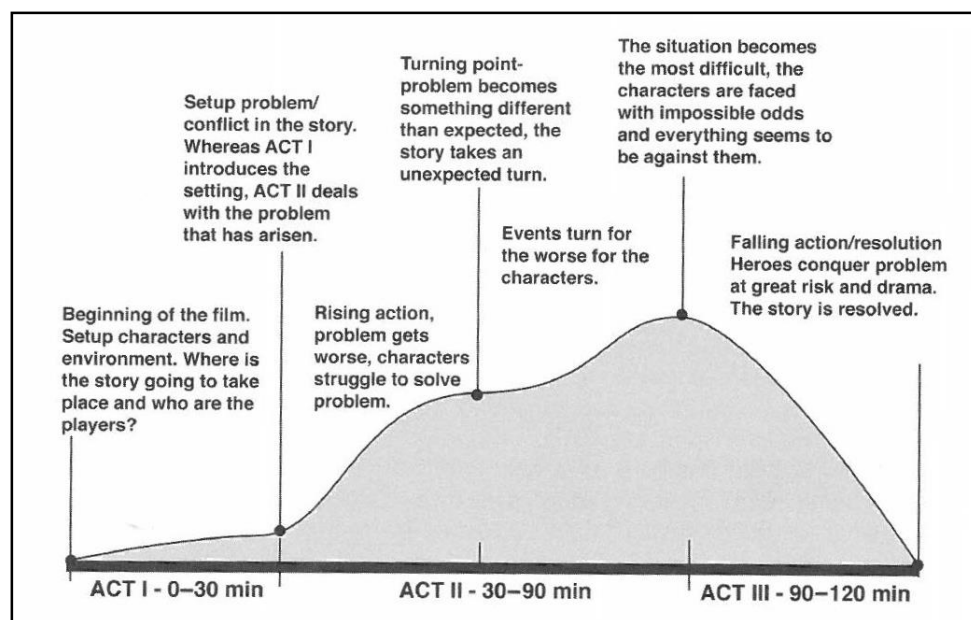 Beginning of the film.
Setup characters and
environment. Where is
the story going to take
place and who are the
players?
Setup problem/
conflict in the story.
Whereas ACT I
introduces the
setting, ACT II deals
with the problem
that has arisen.
Rising action,
problem gets
worse, characters
struggle to solve
problem.
Turning point-
problem becomes
something different
than expected, the
story takes an
unexpected turn.
Events turn for
the worse for the
characters.
The situation becomes
the most difficult, the
characters are faced
with impossible odds
and everything seems to
be against them.
Falling action/resolution
Heroes conquer problem
at great risk and drama.
The story is resolved.
ACT I - 0–30 min
ACT II - 30–90 min
ACT III - 90–120 min